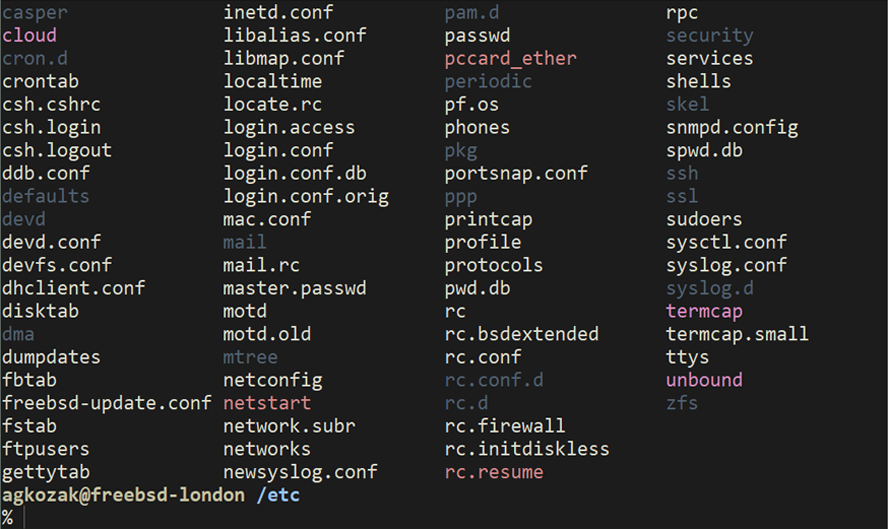 casper inetd.conf pam.d rpc
cloud libalias.conf passwd security
cron.d libmap.conf pccard_ether services
crontab localtime periodic shells
csh.cshrc locate.rc pf.os skel
csh.login login.access phones snmpd.config
csh.logout login.conf pkg spwd.db
ddb.conf login.conf.db portsnap.conf ssh
defaults login.conf.orig ppp ssl
devd mac.conf printcap sudoers
devd.conf mail profile sysctl.conf
devfs.conf mail.rc protocols syslog.conf
dhclient.conf master.passwd pwd.db syslog.d
disktab motd rc termcap
dma motd.old rc.bsdextended termcap.small
dumpdates mtree rc.conf ttys
fbtab netconfig rc.conf.d unbound
freebsd-update.conf netstart rc.d zfs
fstab network.subr rc.firewall
ftpusers networks rc.initdiskless
gettytab newsyslog.conf rc.resume
agkozak@freebsd-london /etc
%